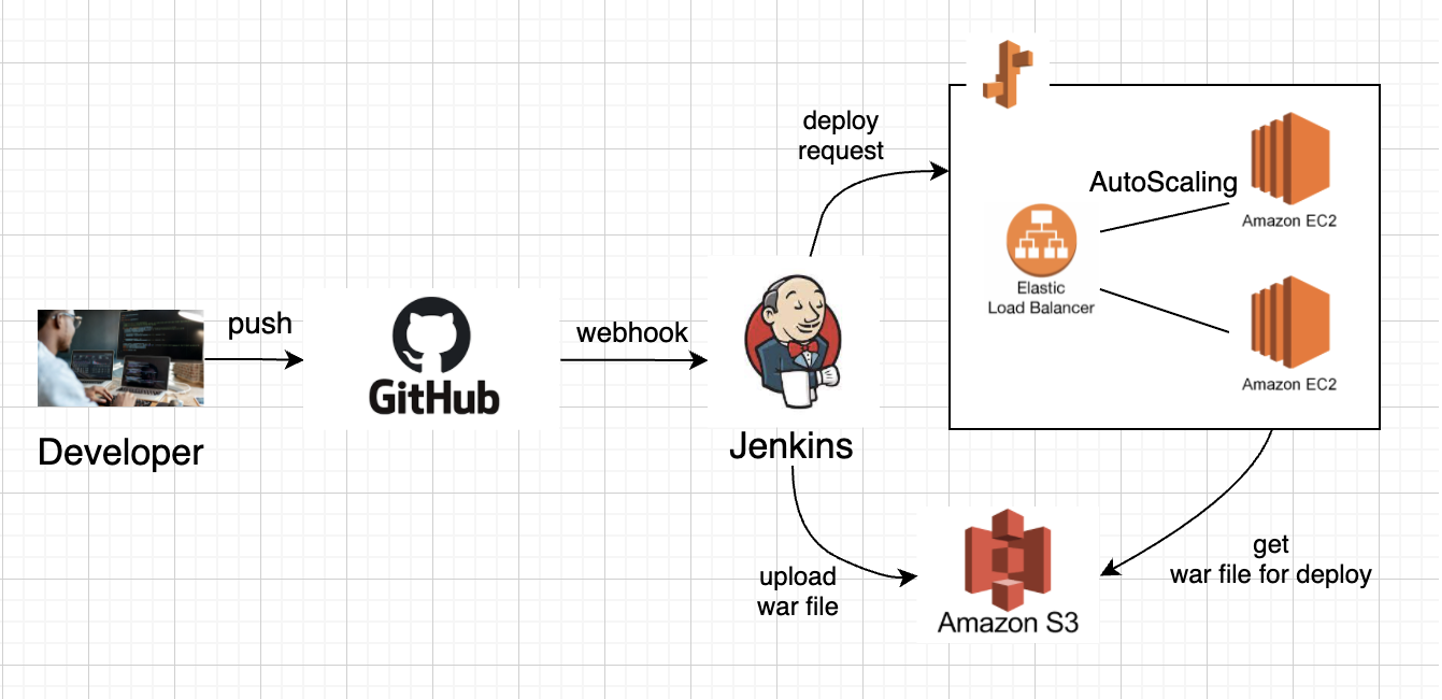 push
Developer
GitHub
webhook
Jenkins
deploy
request
AutoScaling
Elastic
Load Balancer
Amazon EC2
Amazon EC2
upload
war file
Amazon S3
get
war file for deploy